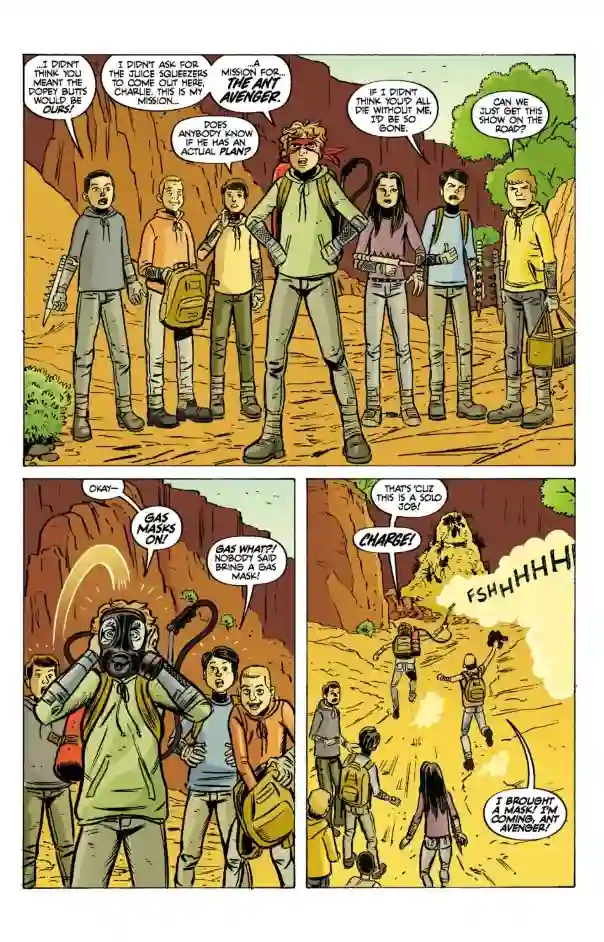 ...I DIDN'T
THINK YOU
MEANT THE
DOPEY BUTTS
WOULD BE
OURS!
I DIDN'T ASK FOR
THE JUICE SQUEEZERS
TO COME OUT HERE,
CHARLIE. THIS IS MY
MISSION...
...A
MISSION FOR...
THE ANT
AVENGER.
DOES
ANYBODY KNOW
IF HE HAS AN
ACTUAL PLAN?
IF I DIDN'T
THINK YOU'D ALL
DIE WITHOUT ME,
I'D BE SO
GONE.
CAN WE
JUST GET THIS
SHOW ON THE
ROAD?
OKAY—
GAS
MASKS
ON!
GAS WHAT?!
NOBODY SAID
BRING A GAS
MASK!
THAT'S 'CUZ
THIS IS A SOLO
JOB!
CHARGE!
FSHHHHHH
I BROUGHT
A MASK! I'M
COMING, ANT
AVENGER!